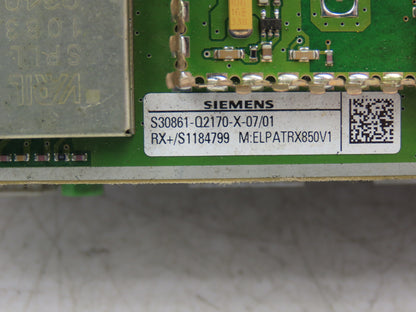 SIEMENS
S30861-Q2170-X-07/01
RX+/S1184799 M:ELPATRX850V1